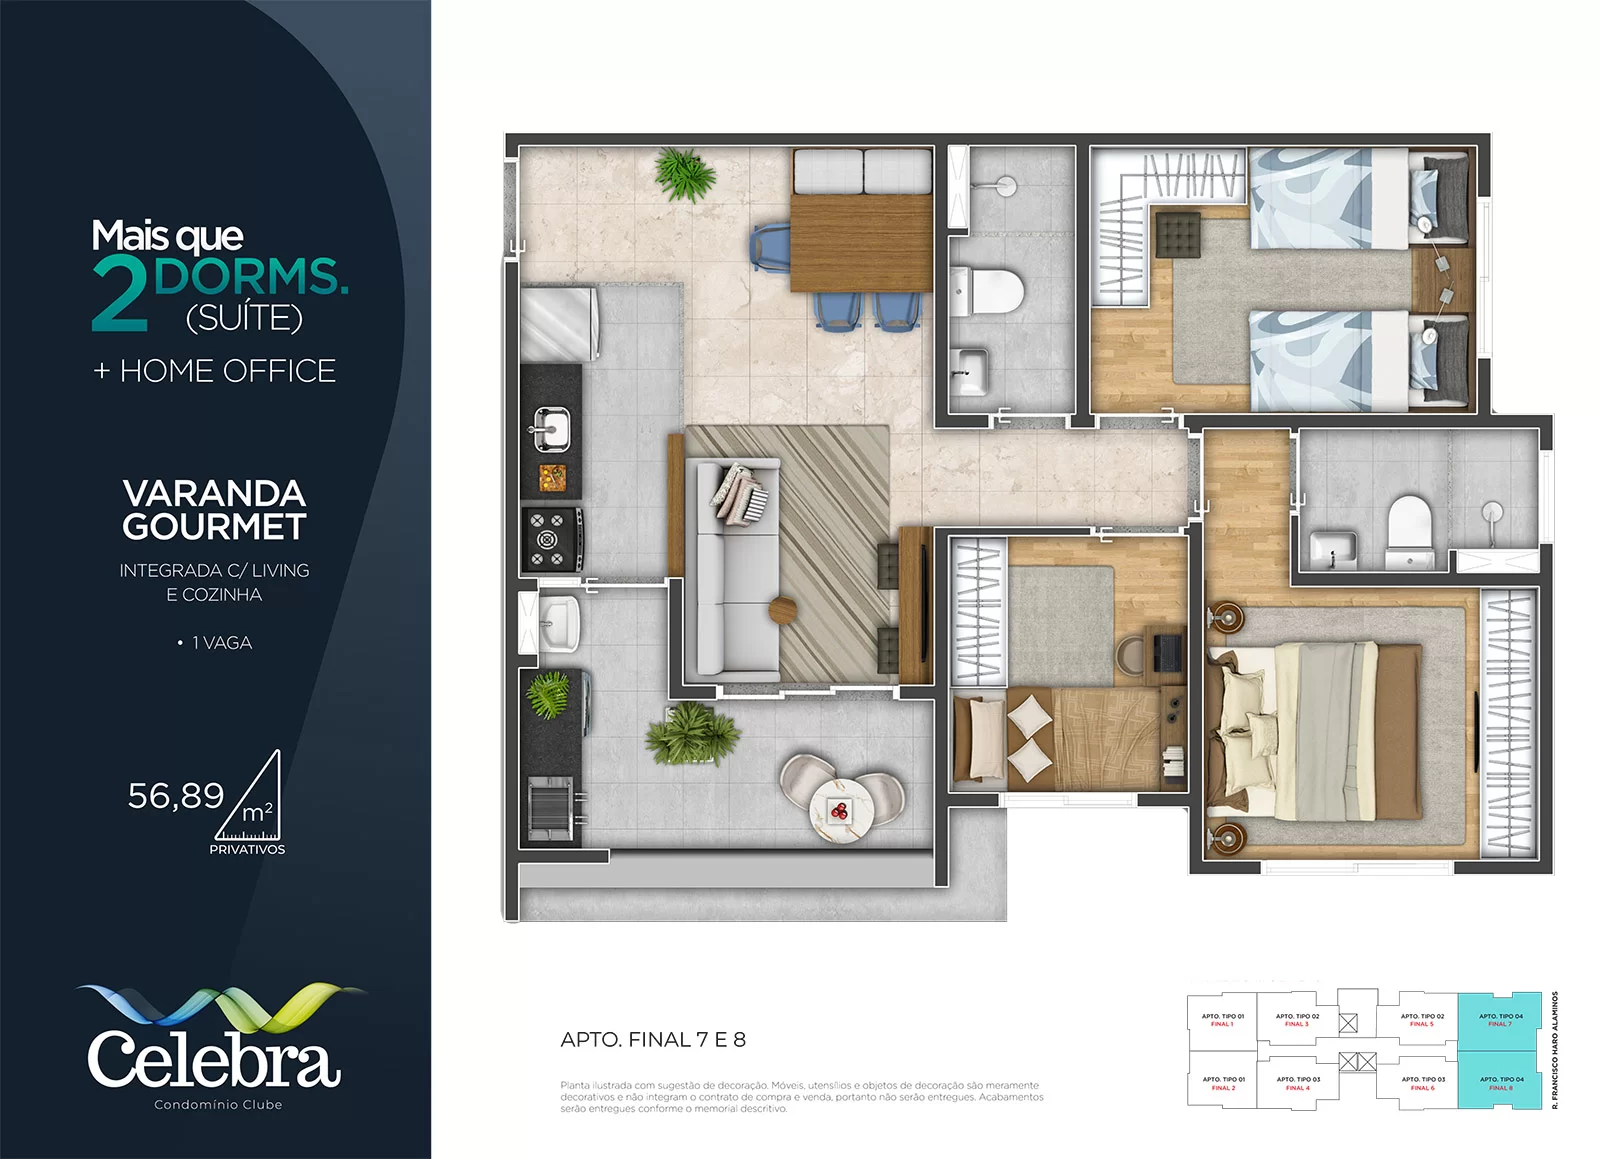 Mais que
2 DORMS.
(SUÍTE)
+ HOME OFFICE
VARANDA
GOURMET
INTEGRADA C/ LIVING
E COZINHA
• 1 VAGA
56,89 m²
PRIVATIVOS
Celebra
Condomínio Clube
APTO. FINAL 7 E 8
Planta ilustrada com sugestão de decoração. Móveis, utensílios e objetos de decoração são meramente
decorativos e não integram o contrato de compra e venda, portanto não serão entregues. Acabamentos
serão entregues conforme o memorial descritivo.
APTO. TIPO 01
FINAL 1
APTO. TIPO 02
FINAL 3
APTO. TIPO 02
FINAL 5
APTO. TIPO 04
FINAL 7
APTO. TIPO 01
FINAL 2
APTO. TIPO 03
FINAL 4
APTO. TIPO 03
FINAL 6
APTO. TIPO 04
FINAL 8
R. FRANCISCO HARO ALAMINOS